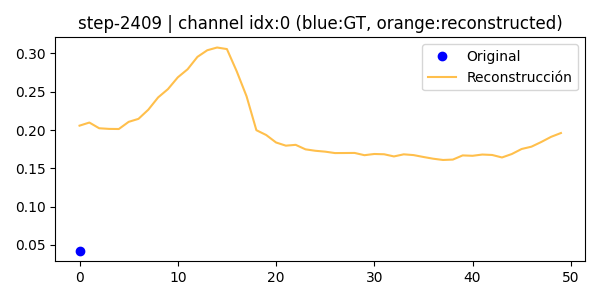 step-2409 | channel idx:0 (blue:GT, orange:reconstructed)
Original
Reconstrucción
0.30
0.25
0.20
0.15
0.10
0.05
0 10 20 30 40 50